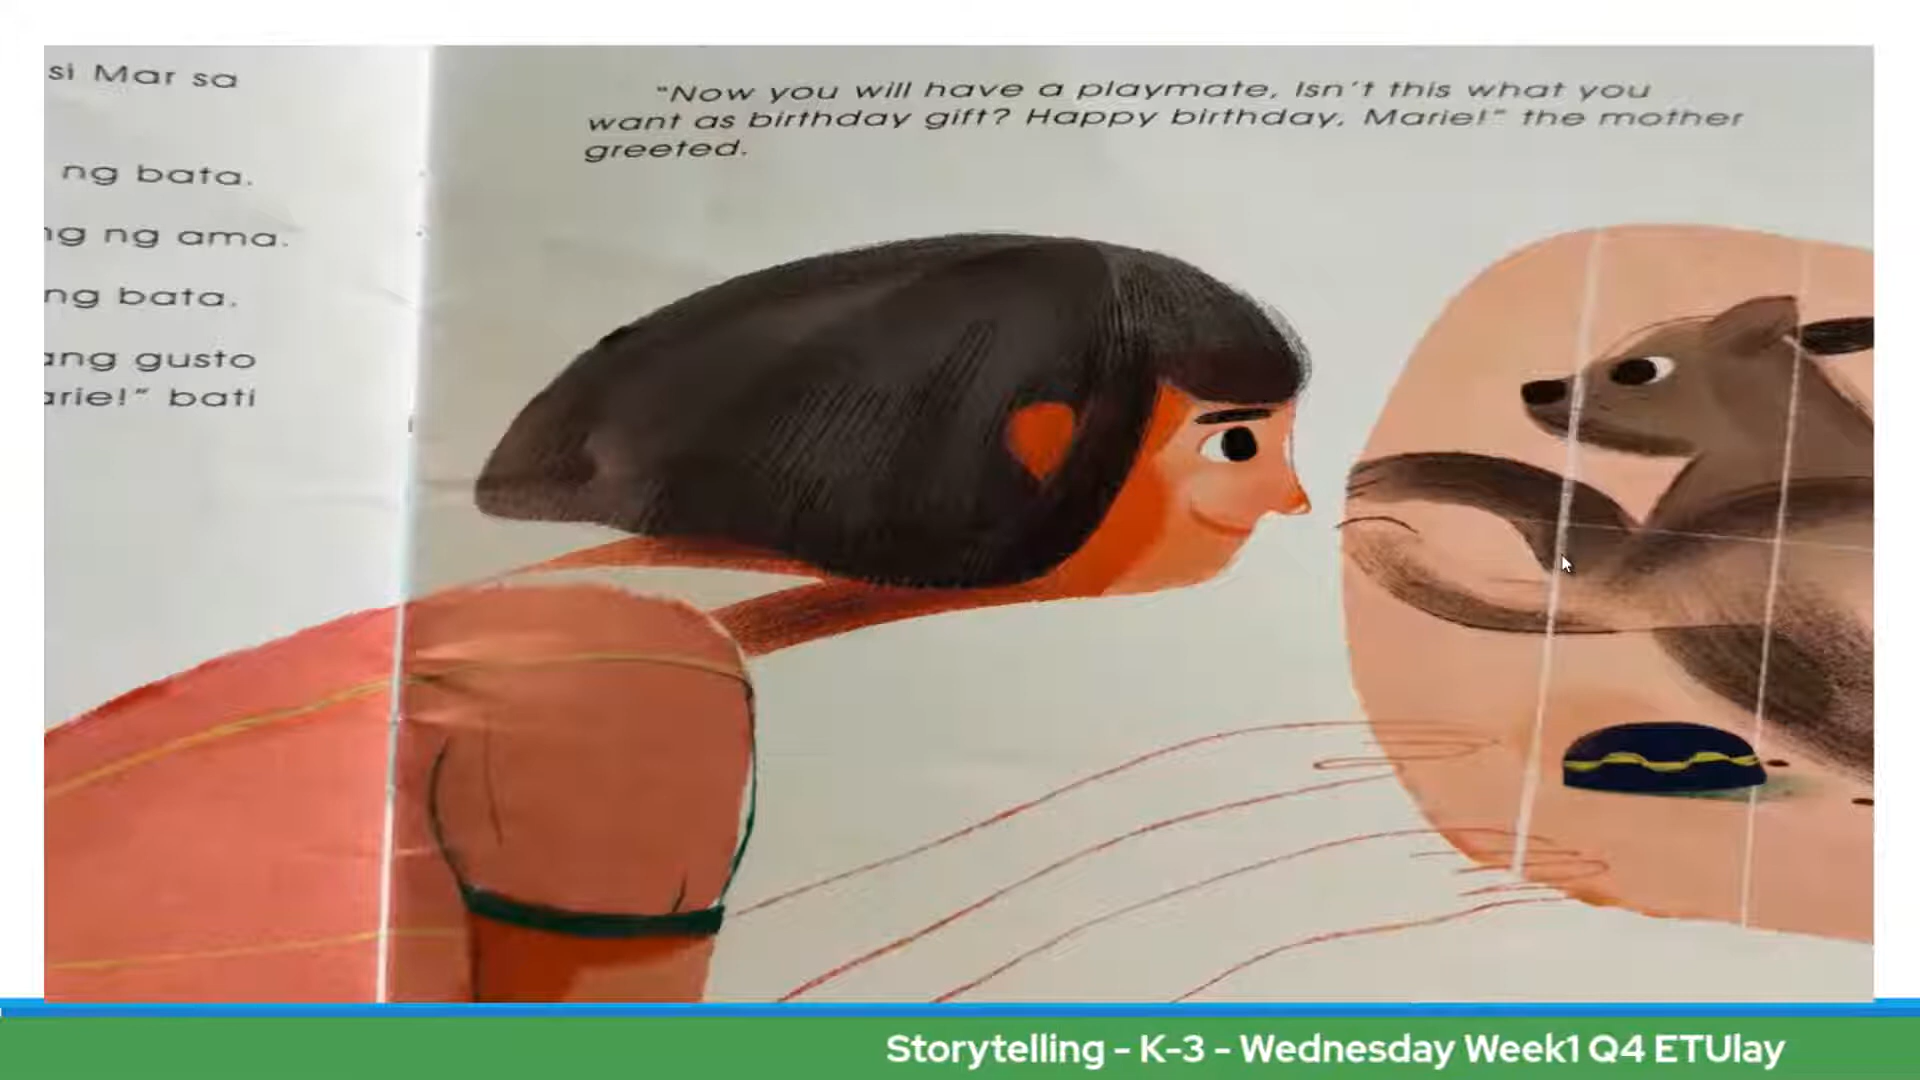 si Mar sa
ng bata.
ng ng ama.
ng bata.
ang gusto
arie!" bati
"Now you will have a playmate, Isn't this what you
want as birthday gift? Happy birthday, Marie!" the mother
greeted.
Storytelling - K-3 - Wednesday Week1 Q4 ETUlay